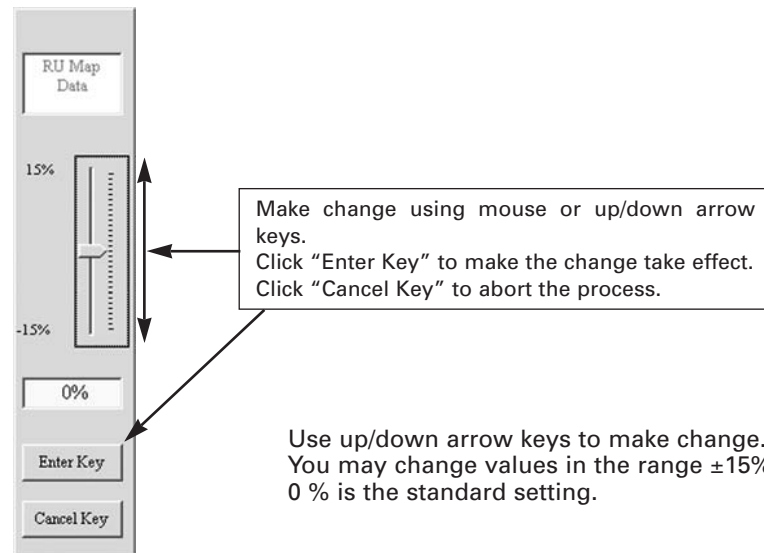 RU Map
Data
15%
-15%
0%
Enter Key
Cancel Key
Make change using mouse or up/down arrow
keys.
Click “Enter Key” to make the change take effect.
Click “Cancel Key” to abort the process.
Use up/down arrow keys to make change.
You may change values in the range ±15%
0 % is the standard setting.